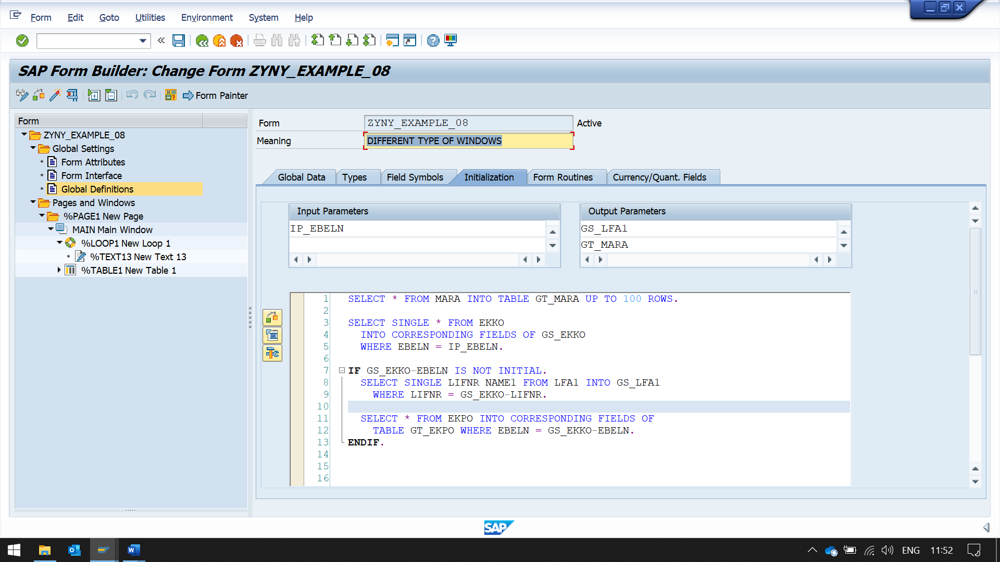 Form Edit Goto Utilities Environment System Help
SAP Form Builder: Change Form ZYNY_EXAMPLE_08
Form Painter
Form
ZYNY_EXAMPLE_08
Global Settings
Form Attributes
Form Interface
Global Definitions
Pages and Windows
%PAGE1 New Page
MAIN Main Window
%LOOP1 New Loop 1
%TEXT13 New Text 13
%TABLE1 New Table 1
Form ZYNY_EXAMPLE_08 Active
Meaning DIFFERENT TYPE OF WINDOWS
Global Data Types Field Symbols Initialization Form Routines Currency/Quant. Fields
Input Parameters
IP_EBELN
Output Parameters
GS_LFA1
GT_MARA
1 SELECT * FROM MARA INTO TABLE GT_MARA UP TO 100 ROWS.
2
3 SELECT SINGLE * FROM EKKO
4 INTO CORRESPONDING FIELDS OF GS_EKKO
5 WHERE EBELN = IP_EBELN.
6
7 IF GS_EKKO-EBELN IS NOT INITIAL.
8 SELECT SINGLE LIFNR NAME1 FROM LFA1 INTO GS_LFA1
9 WHERE LIFNR = GS_EKKO-LIFNR.
10
11 SELECT * FROM EKPO INTO CORRESPONDING FIELDS OF
12 TABLE GT_EKPO WHERE EBELN = GS_EKKO-EBELN.
13 ENDIF.
14
15
16
SAP
ENG 11:52